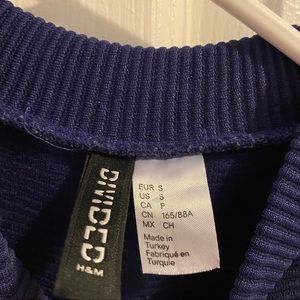 DIVIDED
H&M
EUR S
US S
CA P
CN 165/88A
MX CH
Made in
Turkey
Fabriqué en
Turquie